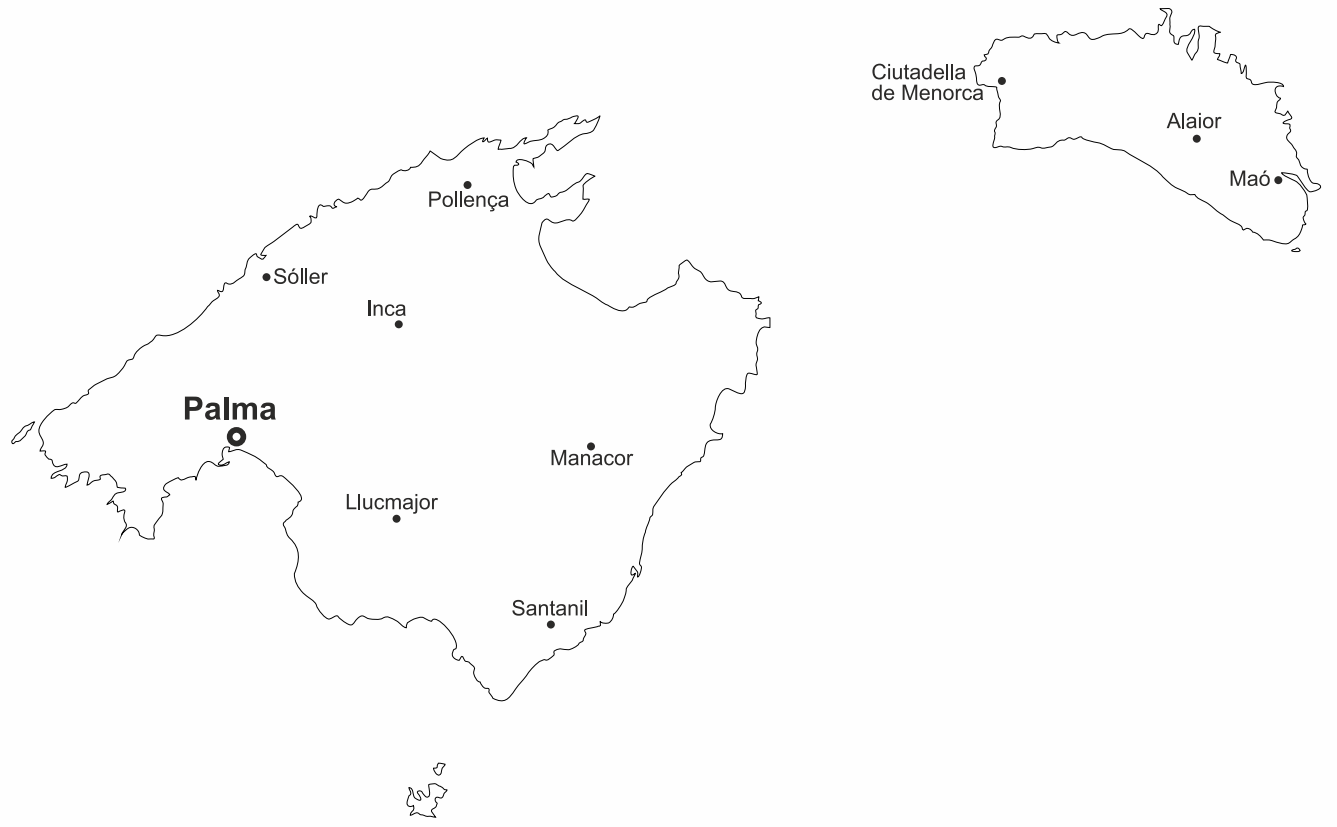 Ciutadella
de Menorca
Alaior
Maó
Pollença
Sóller
Inca
Palma
Manacor
Llucmajor
Santanil